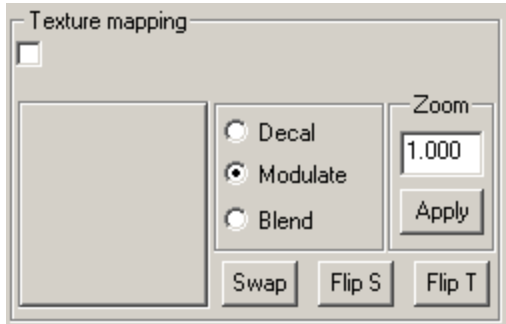 Texture mapping
Zoom
Decal
1.000
Modulate
Apply
Blend
Swap
Flip S
Flip T